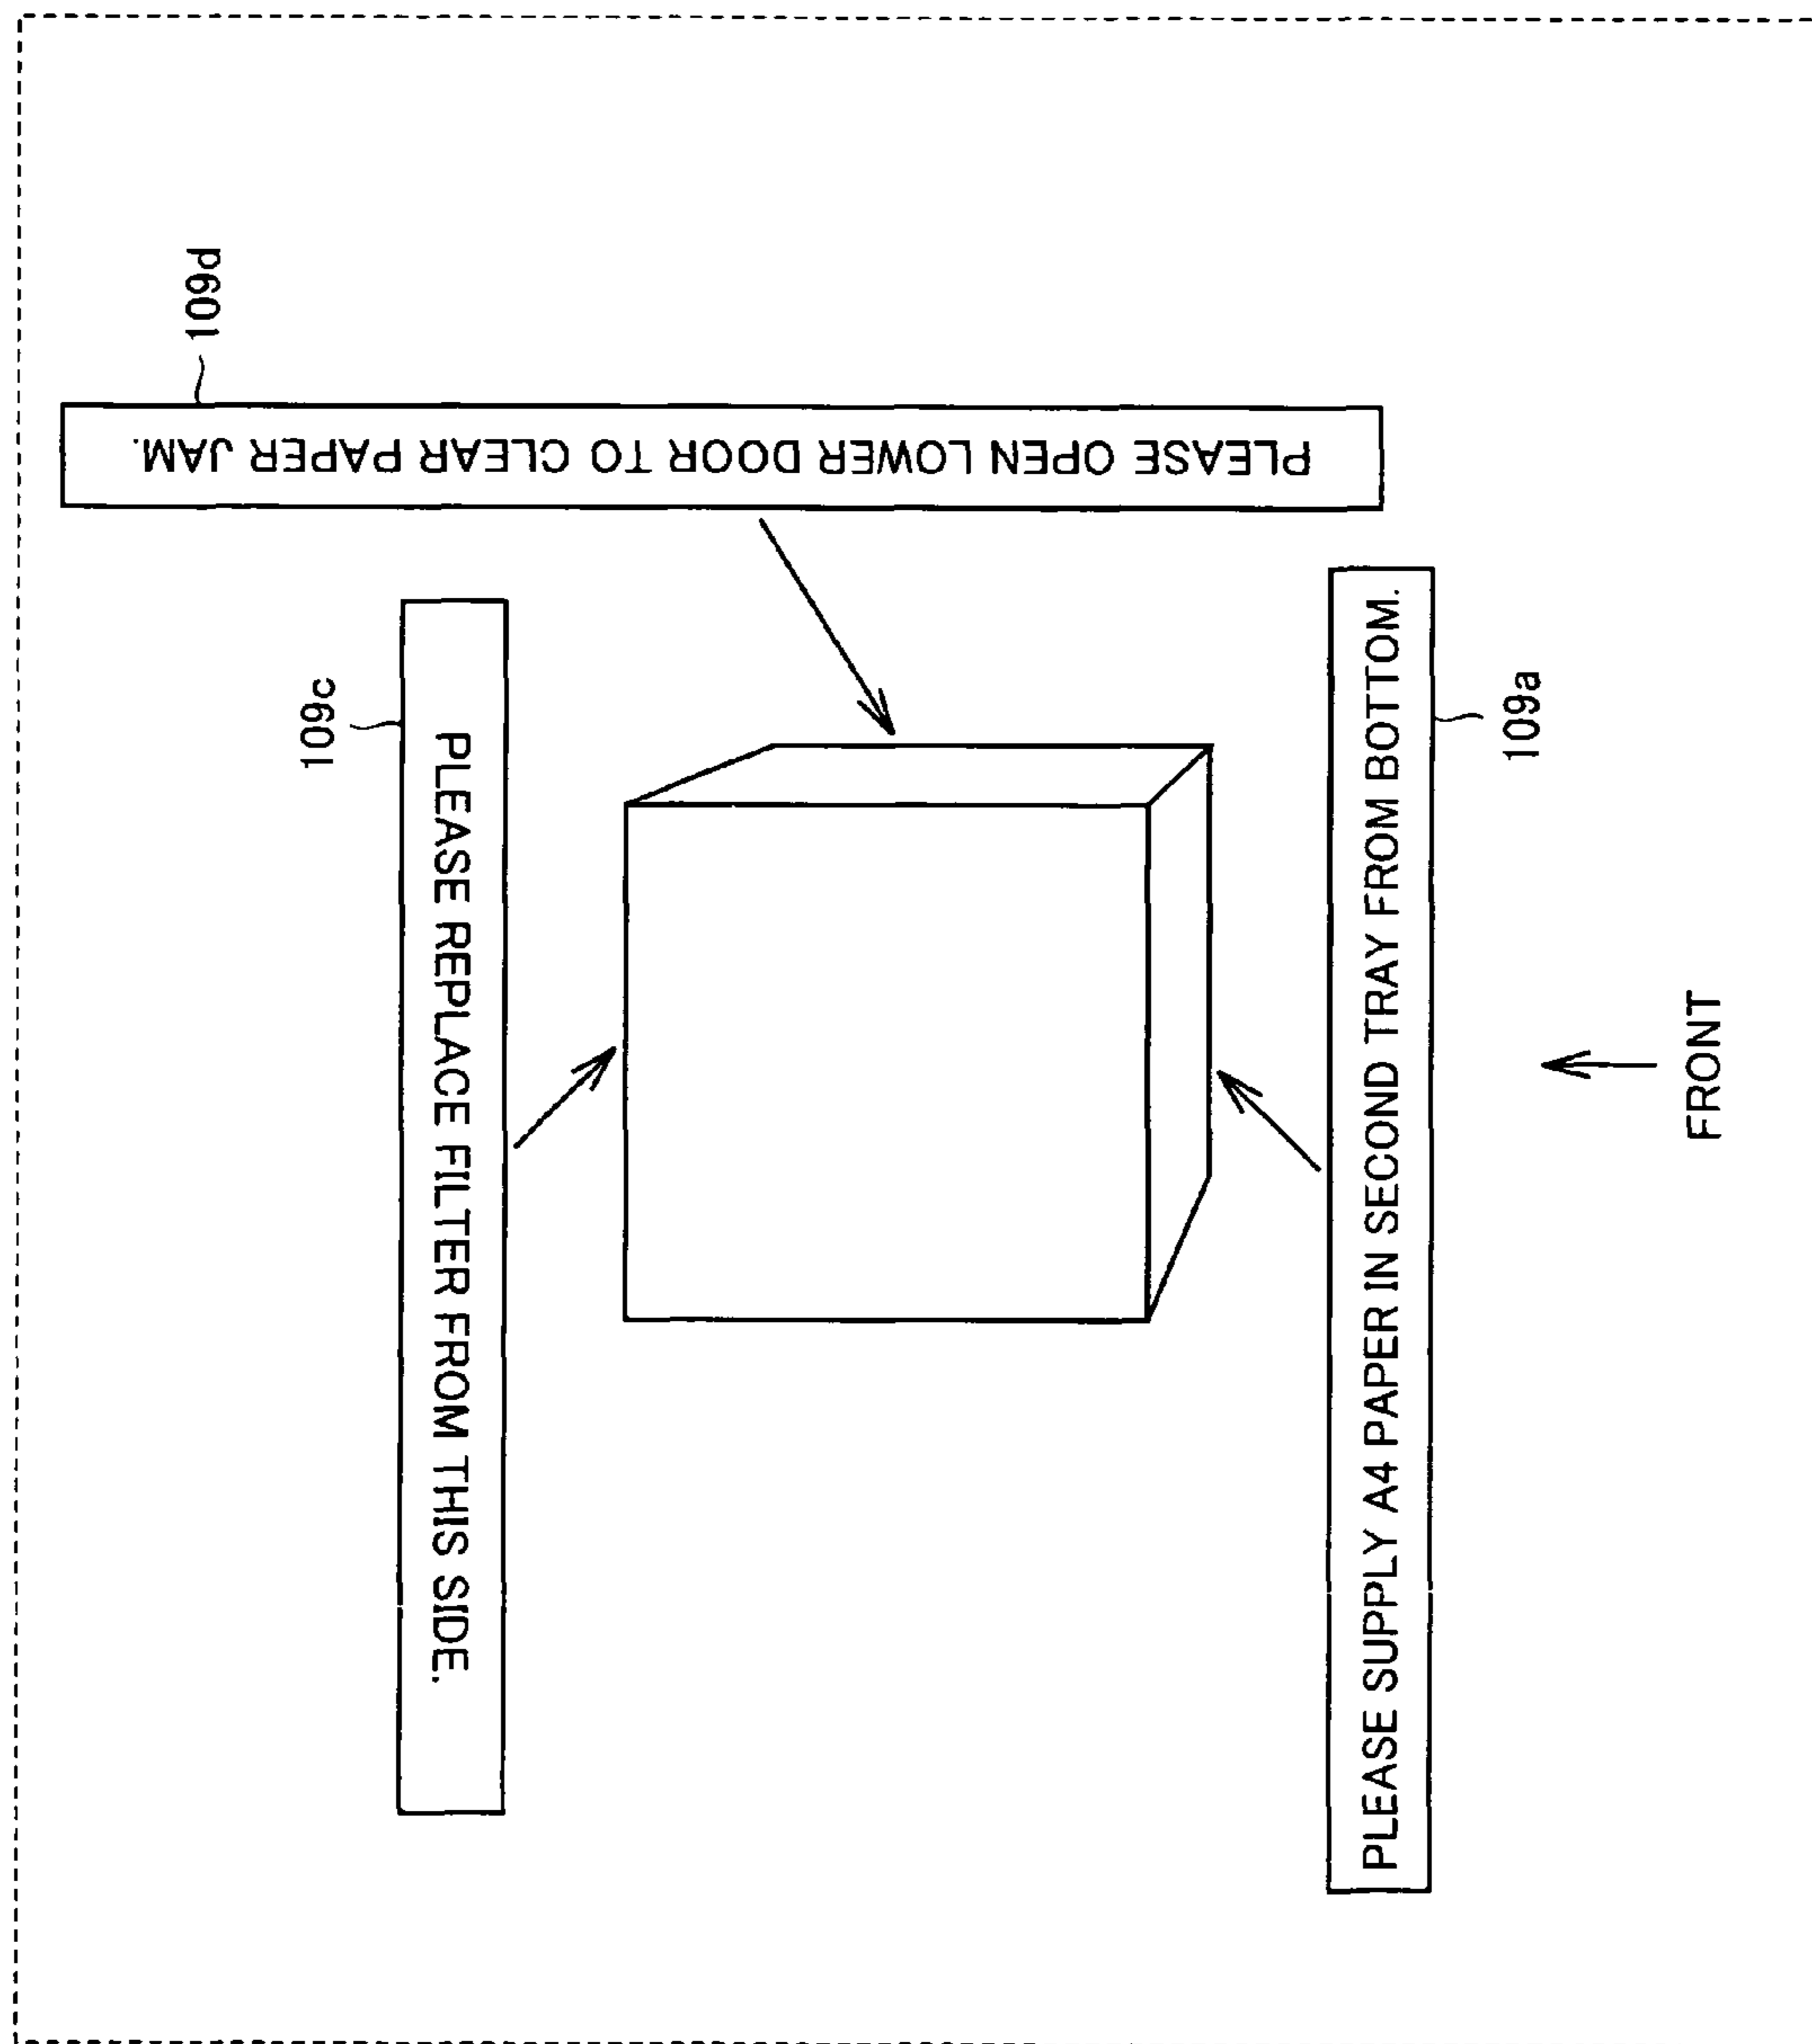 109d
PLEASE OPEN LOWER DOOR TO CLEAR PAPER JAM.
109c
PLEASE REPLACE FILTER FROM THIS SIDE.
PLEASE SUPPLY A4 PAPER IN SECOND TRAY FROM BOTTOM.
109a
FRONT